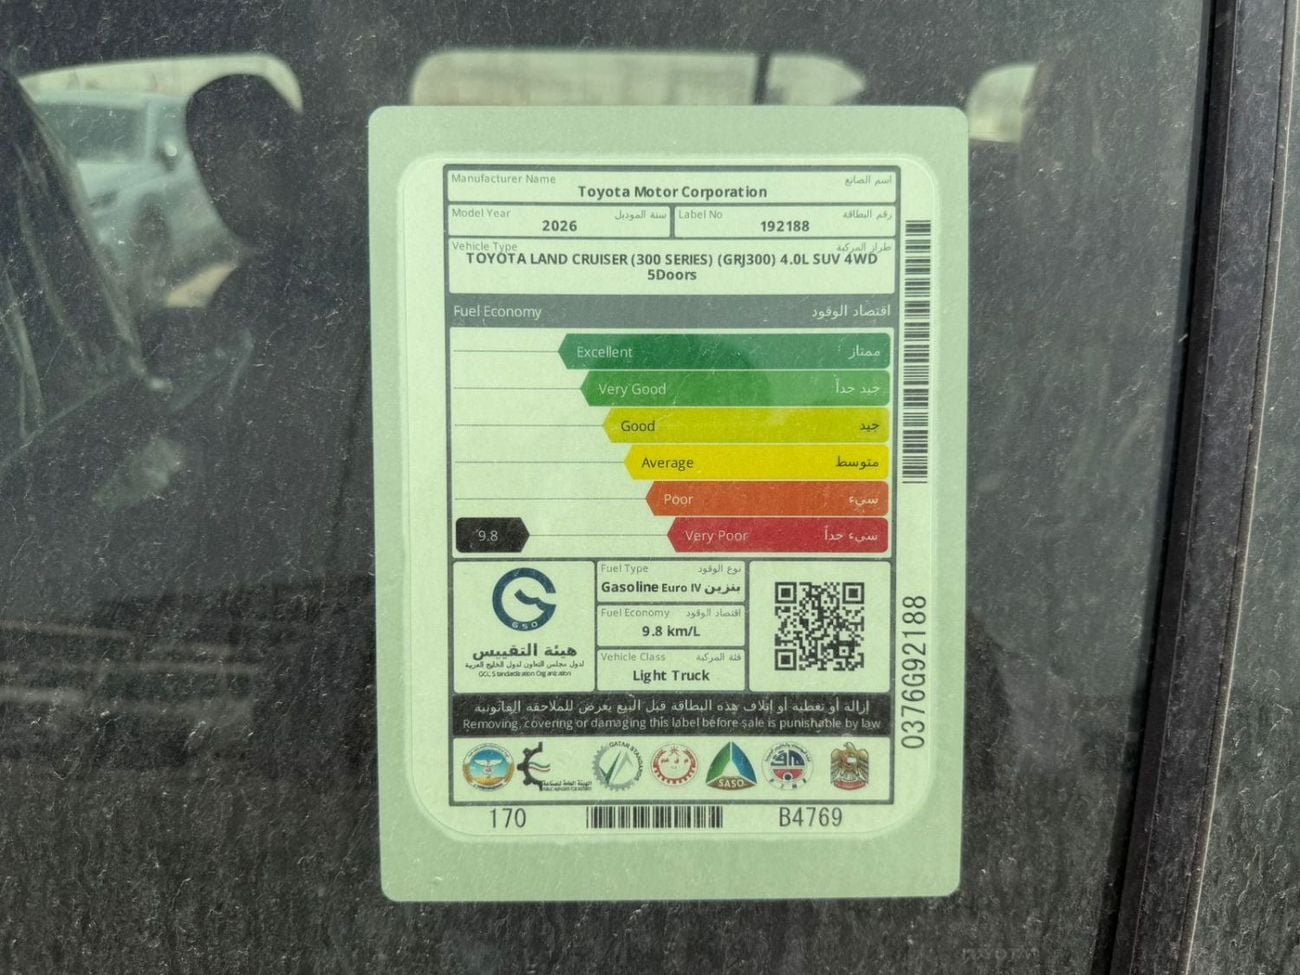 Manufacturer Name اسم الصانع
Toyota Motor Corporation
Model Year سنة الموديل Label No رقم البطاقة
2026 192188
Vehicle Type طراز المركبة
TOYOTA LAND CRUISER (300 SERIES) (GRJ300) 4.0L SUV 4WD
5Doors
Fuel Economy اقتصاد الوقود
Excellent ممتاز
Very Good جيد جداً
Good جيد
Average متوسط
Poor سيء
9.8 Very Poor سيء جداً
Fuel Type نوع الوقود
Gasoline Euro IV بنزين
Fuel Economy اقتصاد الوقود
9.8 km/L
Vehicle Class فئة المركبة
Light Truck
GSO
هيئة التقييس
لدول مجلس التعاون لدول الخليج العربية
GCC Standardization Organization
إزالة أو تغطية أو إتلاف هذه البطاقة قبل البيع يعرض للملاحقة القانونية
Removing, covering or damaging this label before sale is punishable by law
QATAR STANDARDS
SASO
170 B4769
0376G92188